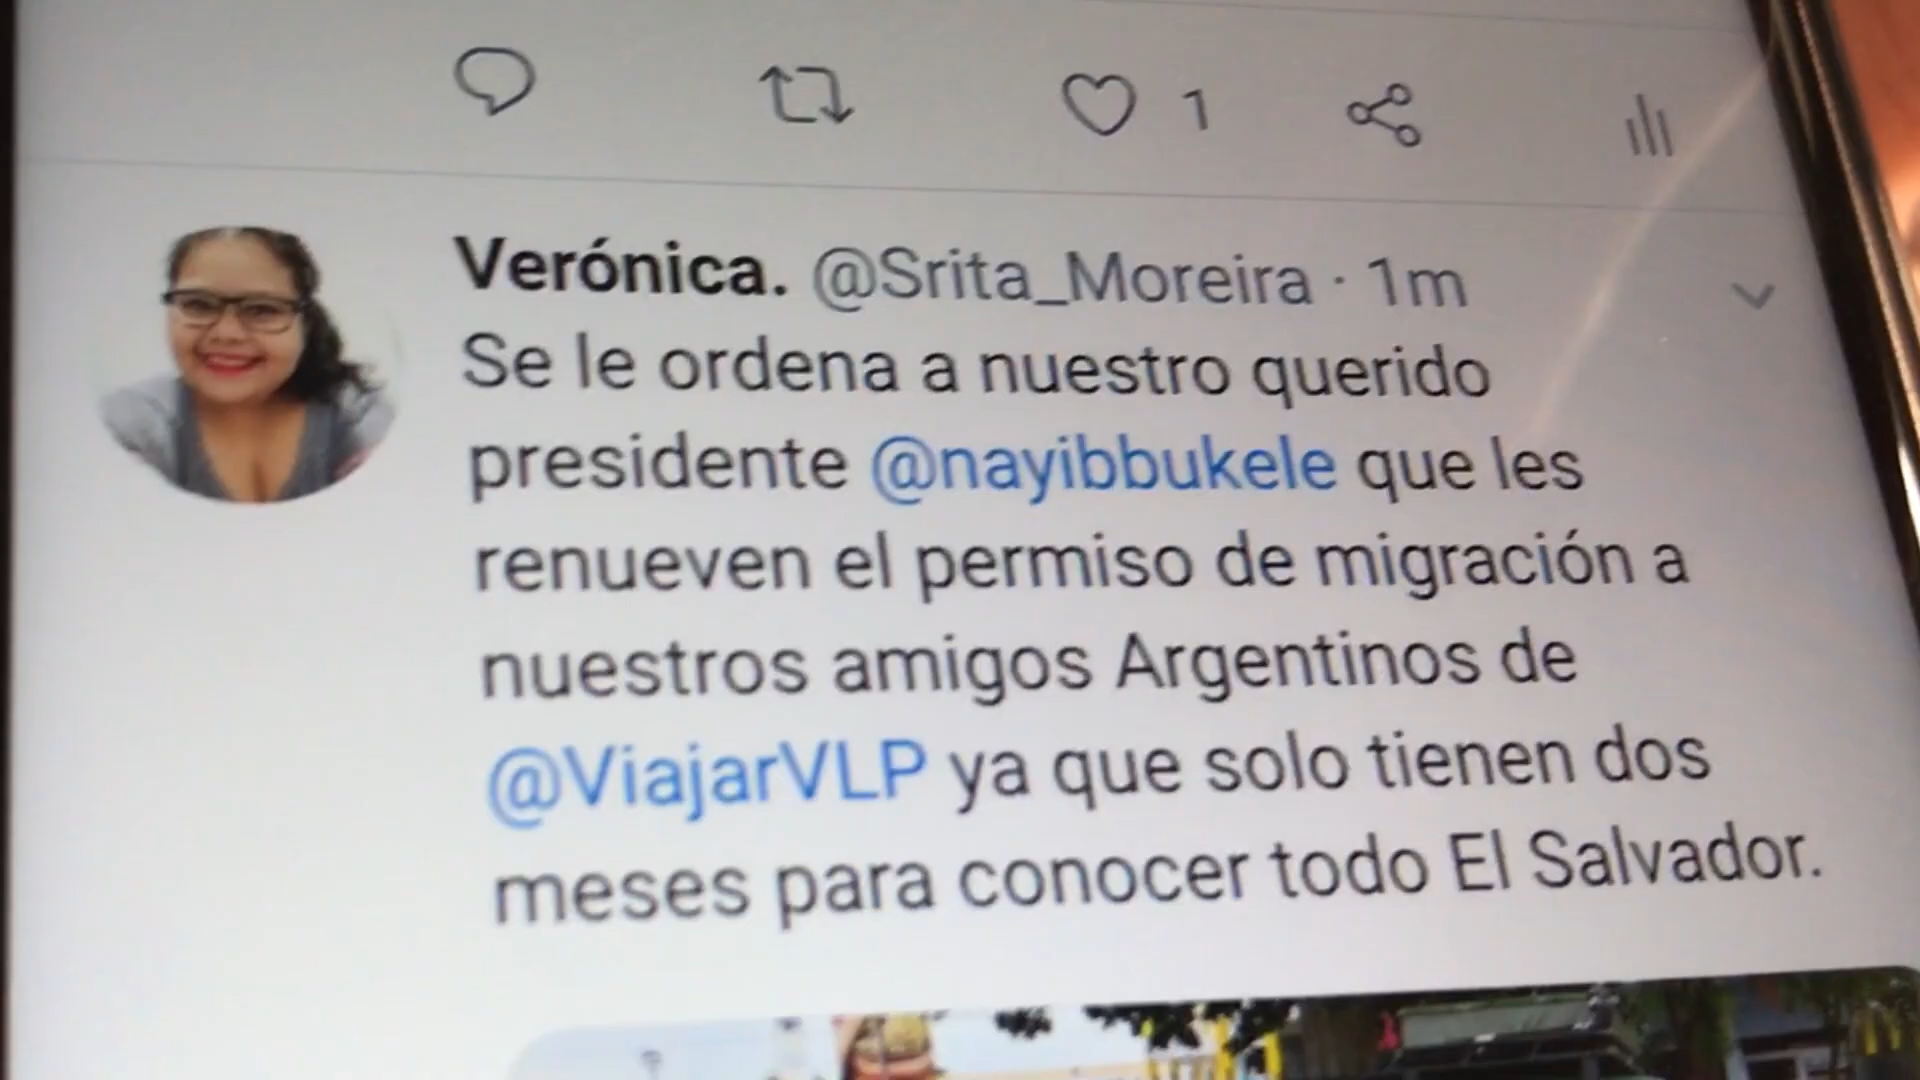 1
Verónica. @Srita_Moreira · 1m
Se le ordena a nuestro querido
presidente @nayibbukele que les
renueven el permiso de migración a
nuestros amigos Argentinos de
@ViajarVLP ya que solo tienen dos
meses para conocer todo El Salvador.